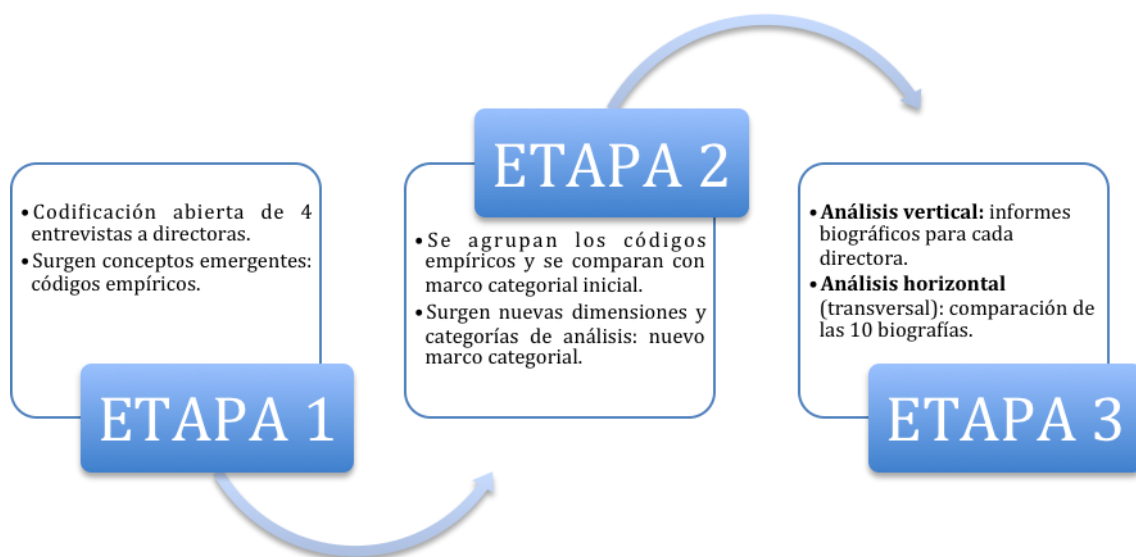 • Codificación abierta de 4
entrevistas a directoras.
• Surgen conceptos emergentes:
códigos empíricos.
ETAPA 1
ETAPA 2
• Se agrupan los códigos
empíricos y se comparan con
marco categorial inicial.
• Surgen nuevas dimensiones y
categorías de análisis: nuevo
marco categorial.
• Análisis vertical: informes
biográficos para cada
directora.
• Análisis horizontal
(transversal): comparación de
las 10 biografías.
ETAPA 3